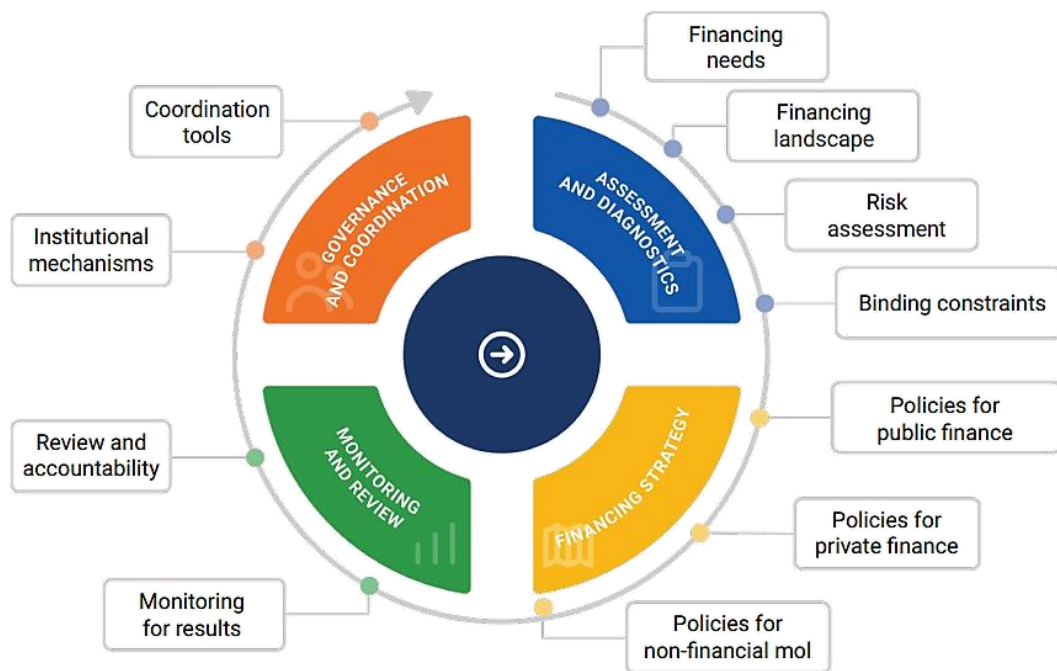 Financing
needs
Financing
landscape
Risk
assessment
Binding constraints
Policies for
public finance
Policies for
private finance
Policies for
non-financial mol
Monitoring
for results
Review and
accountability
Institutional
mechanisms
Coordination
tools
ASSESSMENT
AND DIAGNOSTICS
FINANCING STRATEGY
MONITORING
AND REVIEW
GOVERNANCE
AND COORDINATION